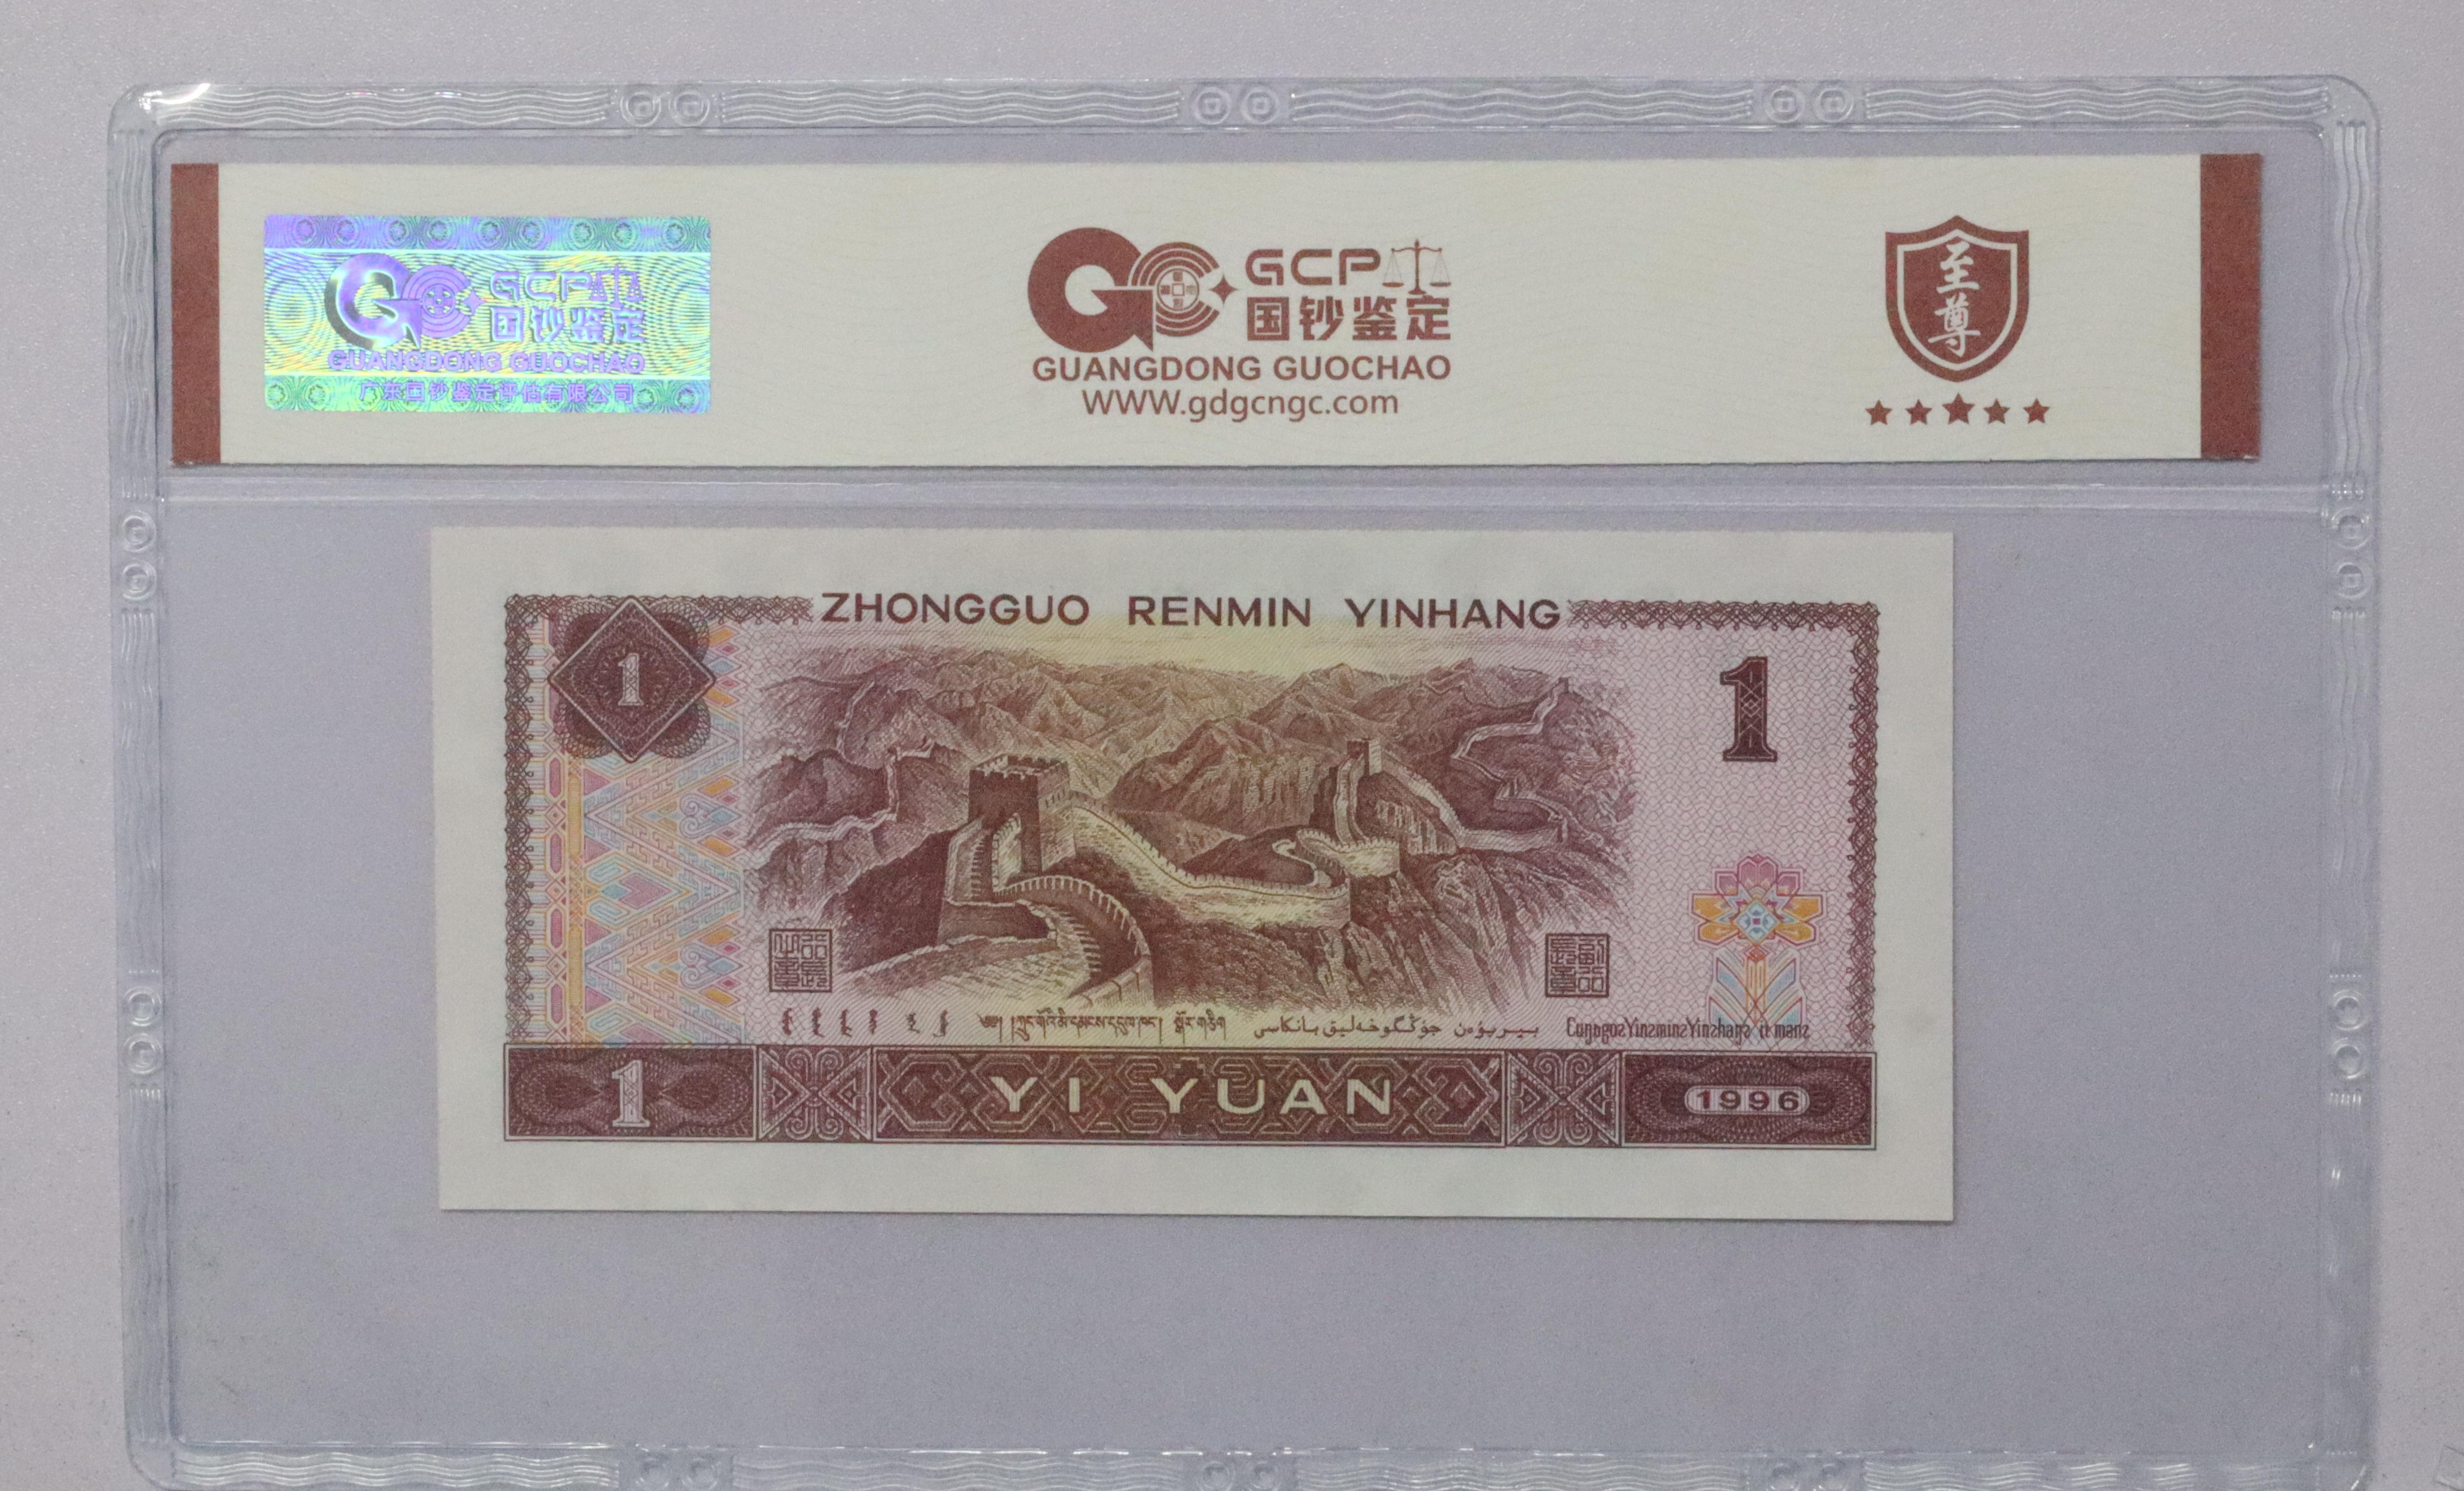 GCP
国钞鉴定
GUANGDONG GUOCHAO
广东国钞鉴定评估有限公司
GCP
国钞鉴定
GUANGDONG GUOCHAO
WWW.gdgcngc.com
至尊
ZHONGGUO RENMIN YINHANG
1
1
1
YI YUAN
1996